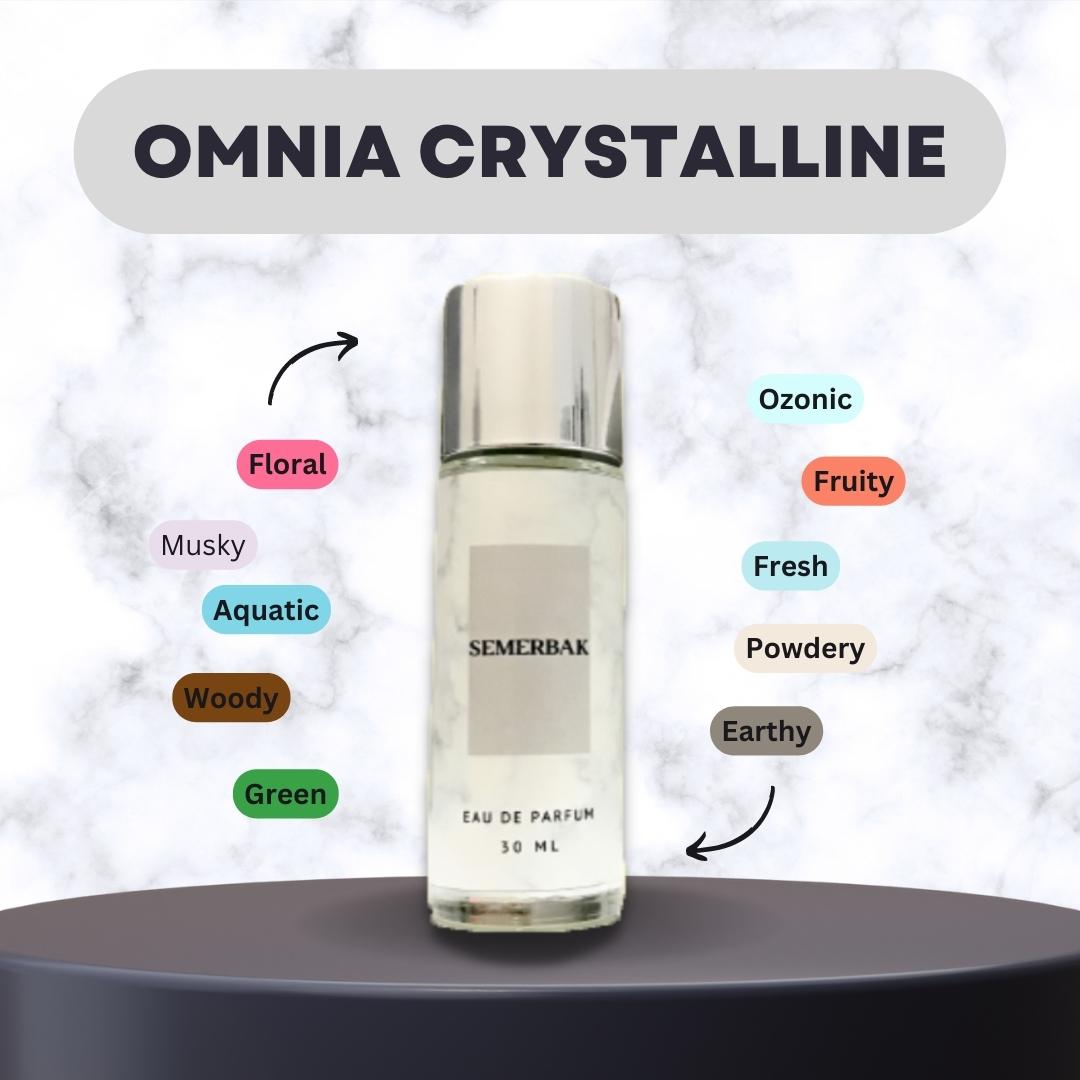 OMNIA CRYSTALLINE
Floral
Musky
Aquatic
Woody
Green
SEMERBAK
EAU DE PARFUM
30 ML
Ozonic
Fruity
Fresh
Powdery
Earthy